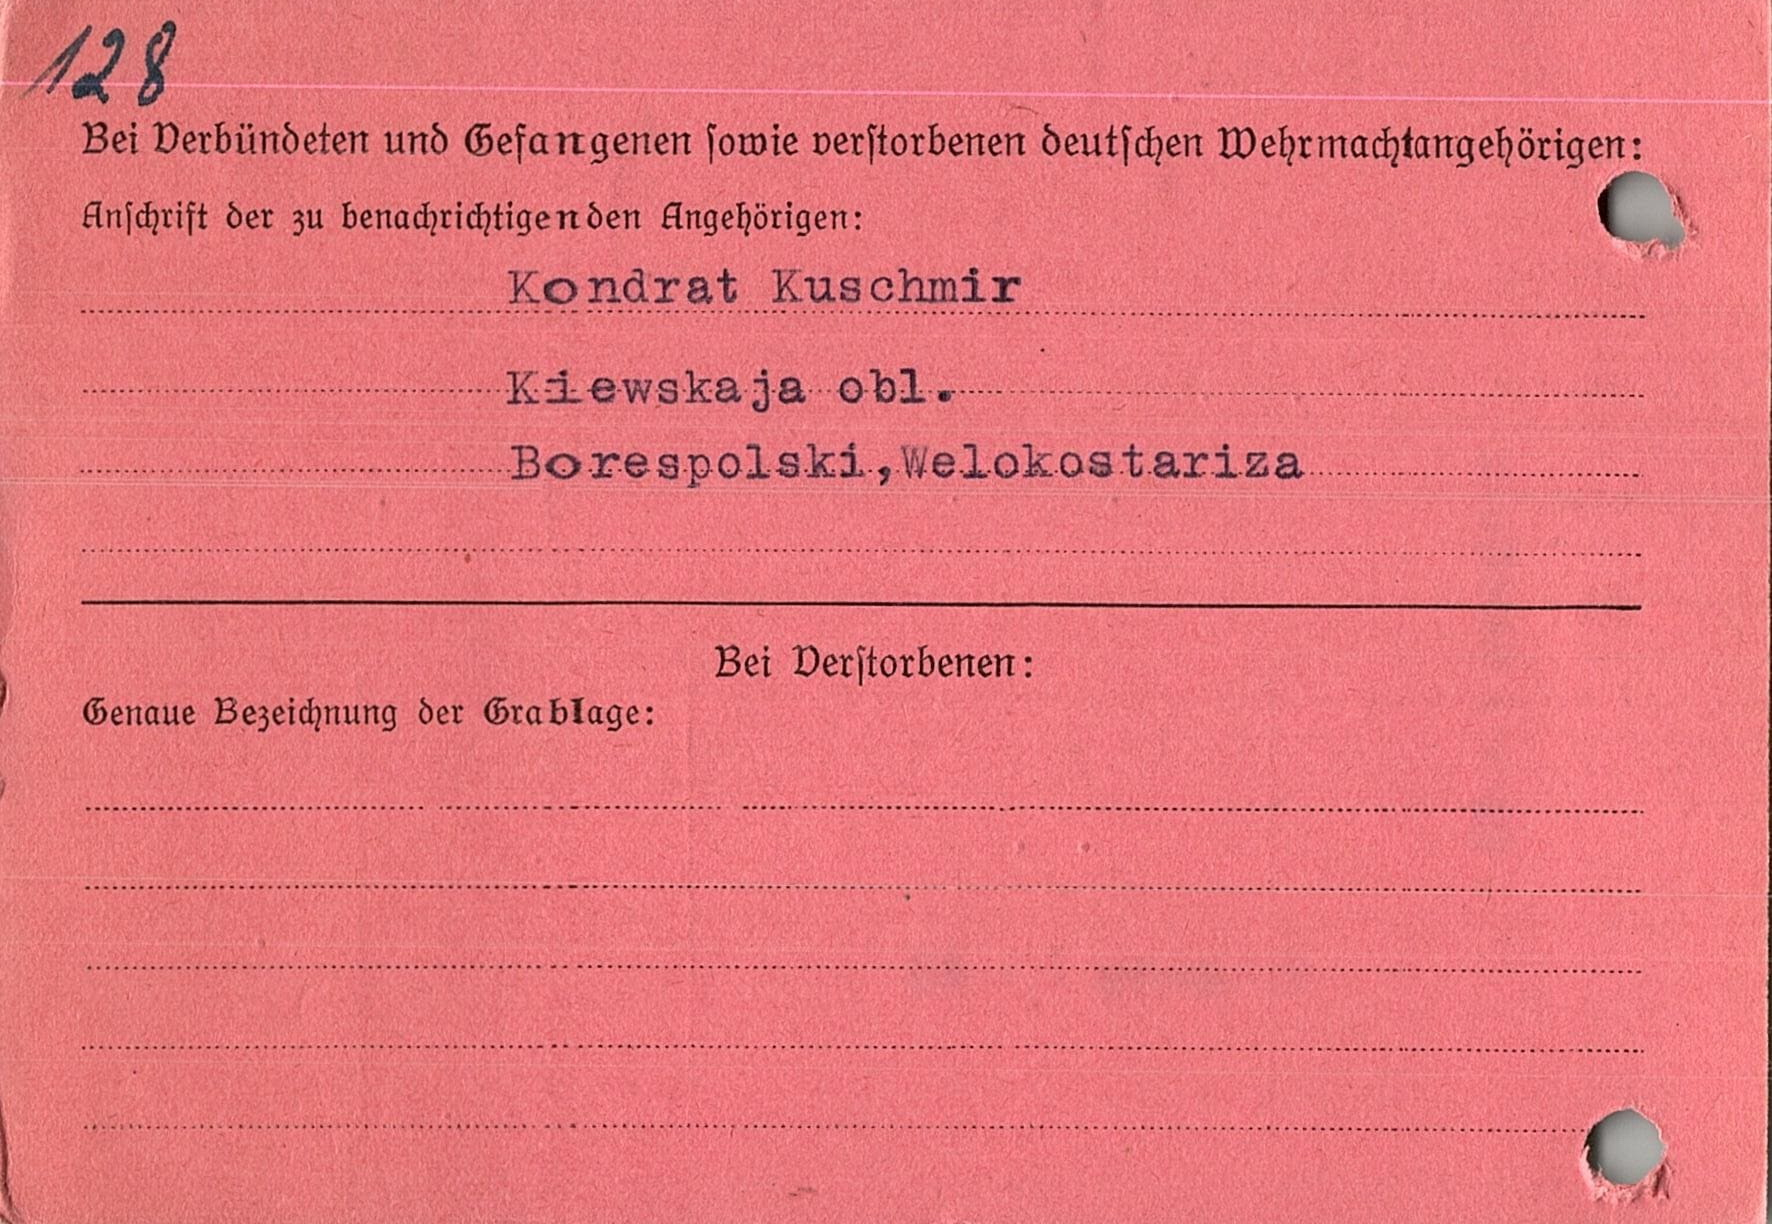 128
Bei Verbündeten und Gefangenen sowie verstorbenen deutschen Wehrmachtangehörigen:
Anschrift der zu benachrichtigenden Angehörigen:
Kondrat Kuschmir
Kiewskaja obl.
Borespolski,Welokostariza
Bei Verstorbenen:
Genaue Bezeichnung der Grablage: